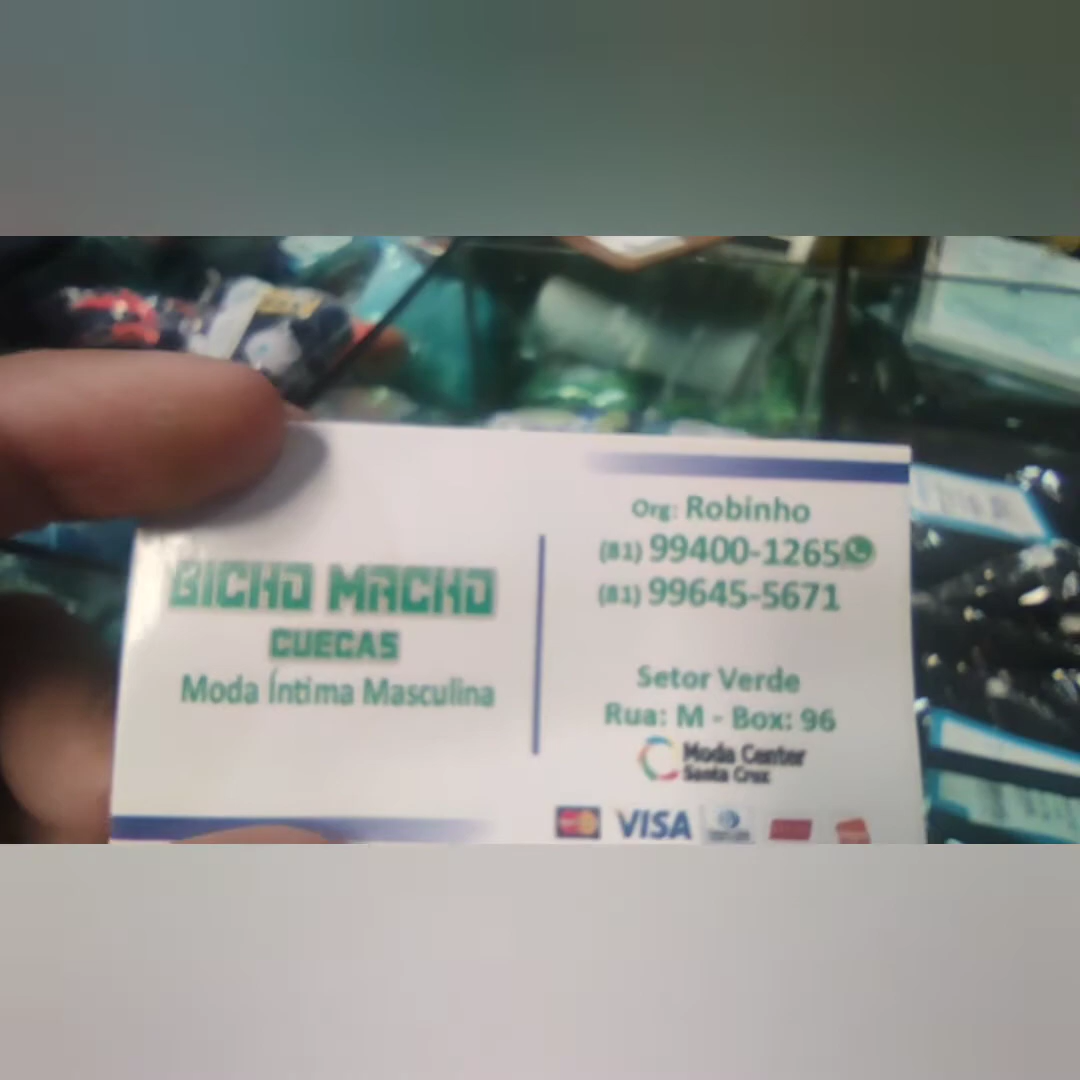 BICHO MACHO
CUECAS
Moda Íntima Masculina
Org: Robinho
(81) 99400-1265
(81) 99645-5671
Setor Verde
Rua: M - Box: 96
Moda Center
Santa Cruz
VISA